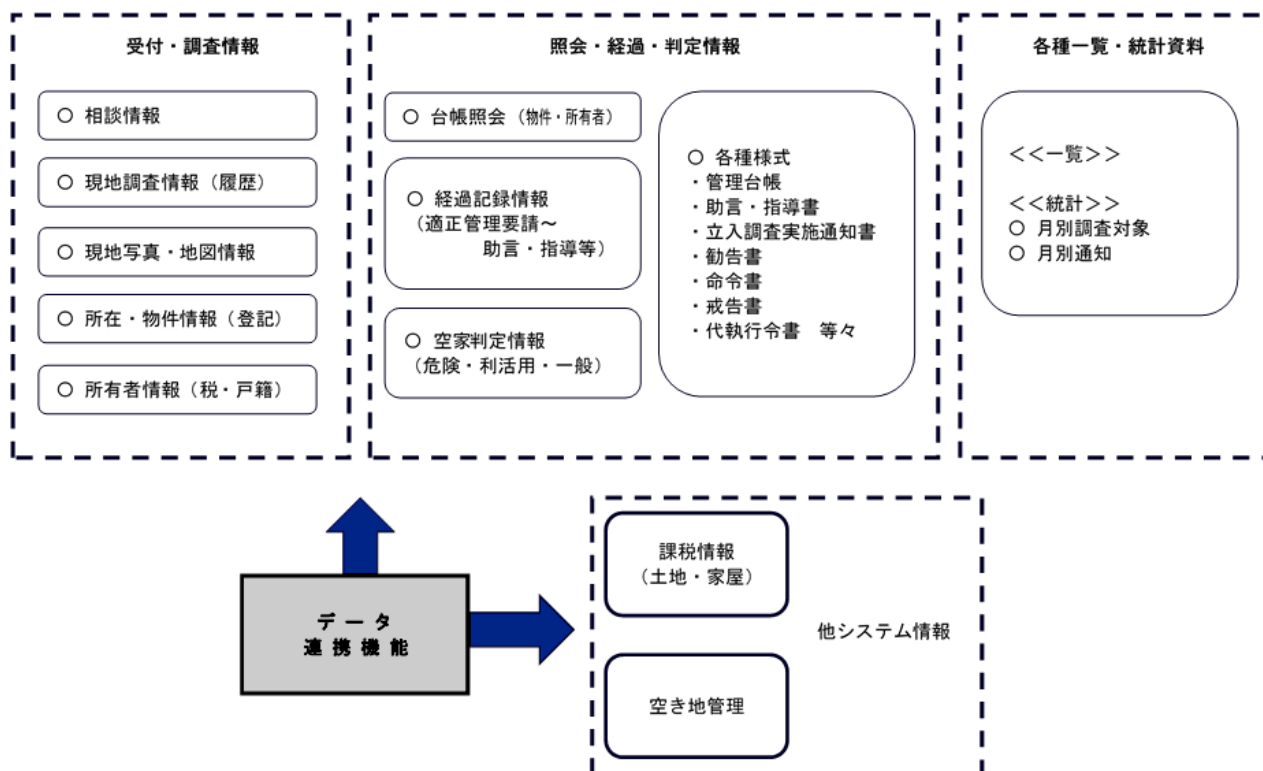 受付・調査情報
○ 相談情報
○ 現地調査情報（履歴）
○ 現地写真・地図情報
○ 所在・物件情報（登記）
○ 所有者情報（税・戸籍）
照会・経過・判定情報
○ 台帳照会（物件・所有者）
○ 経過記録情報
（適正管理要請～
助言・指導等）
○ 空家判定情報
（危険・利活用・一般）
○ 各種様式
・管理台帳
・助言・指導書
・立入調査実施通知書
・勧告書
・命令書
・戒告書
・代執行令書　等々
各種一覧・統計資料
＜＜一覧＞＞
＜＜統計＞＞
○ 月別調査対象
○ 月別通知
データ
連携機能
課税情報
（土地・家屋）
他システム情報
空き地管理